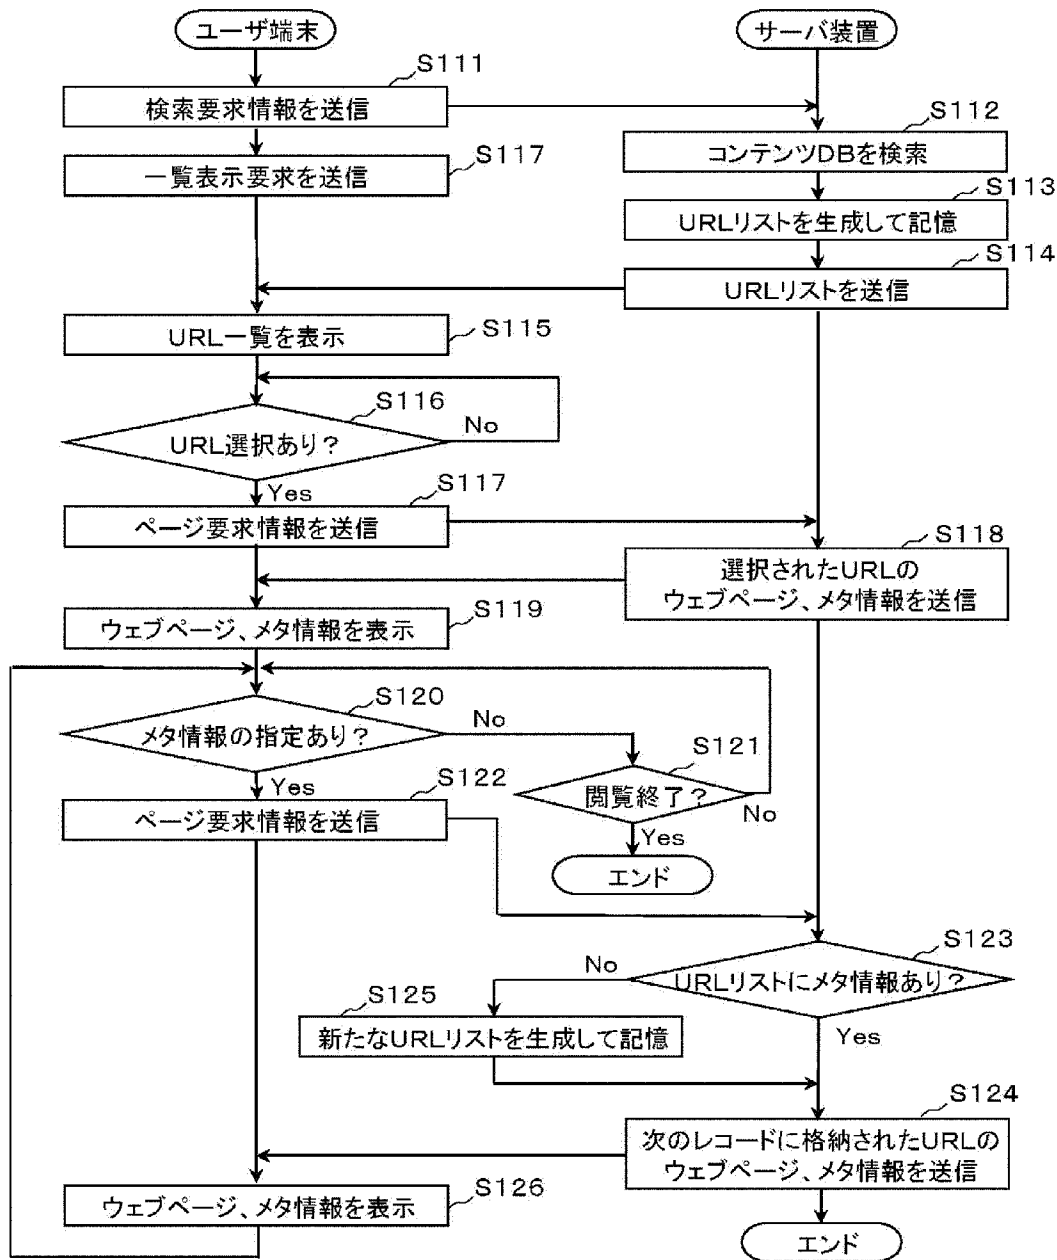 ユーザ端末
サーバ装置
S111
検索要求情報を送信
S112
コンテンツDBを検索
S117
一覧表示要求を送信
S113
URLリストを生成して記憶
S114
URLリストを送信
S115
URL一覧を表示
S116
URL選択あり?
No
Yes
S117
ページ要求情報を送信
S118
選択されたURLの
ウェブページ、メタ情報を送信
S119
ウェブページ、メタ情報を表示
S120
メタ情報の指定あり?
No
Yes
S121
閲覧終了?
No
Yes
エンド
S122
ページ要求情報を送信
S123
URLリストにメタ情報あり?
No
Yes
S125
新たなURLリストを生成して記憶
S124
次のレコードに格納されたURLの
ウェブページ、メタ情報を送信
S126
ウェブページ、メタ情報を表示
エンド